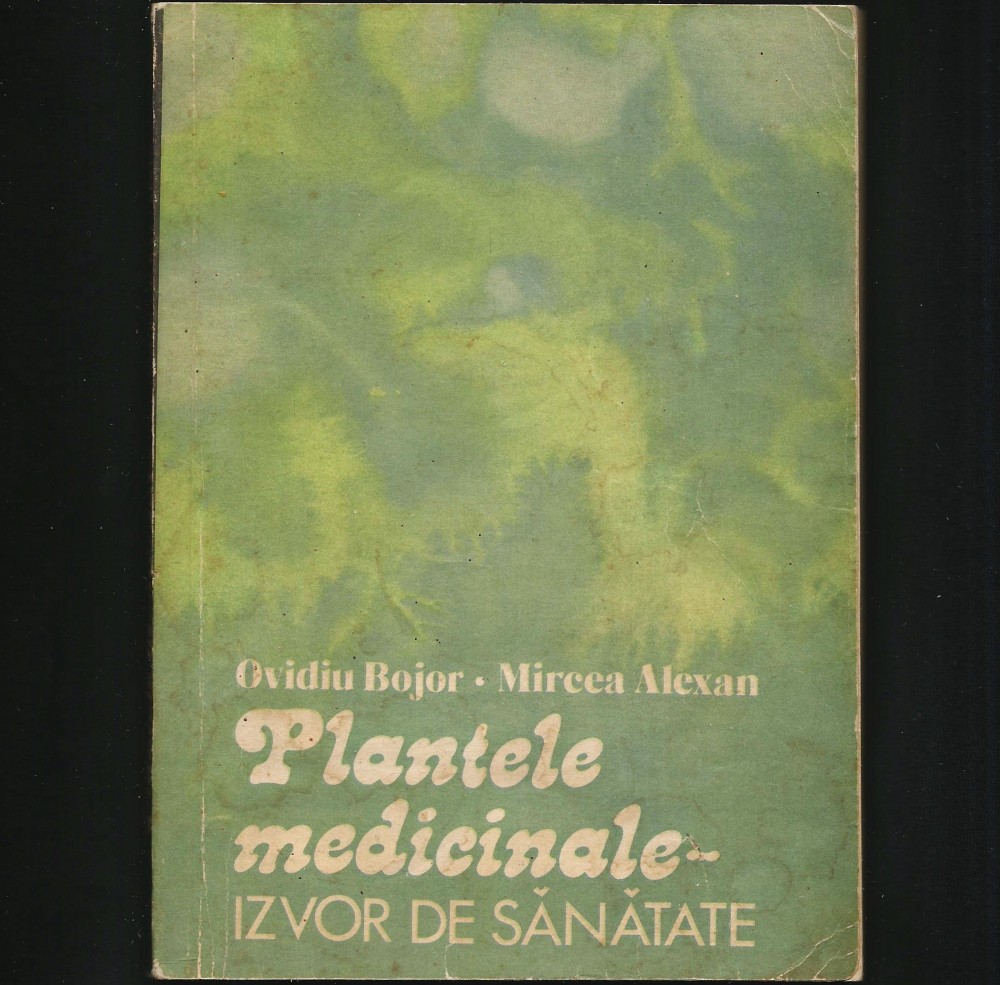 Ovidiu Bojor • Mircea Alexan
Plantele
medicinale-
IZVOR DE SĂNĂTATE